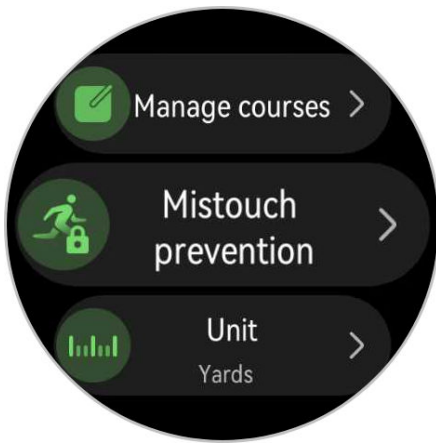 Manage courses
Mistouch
prevention
Unit
Yards